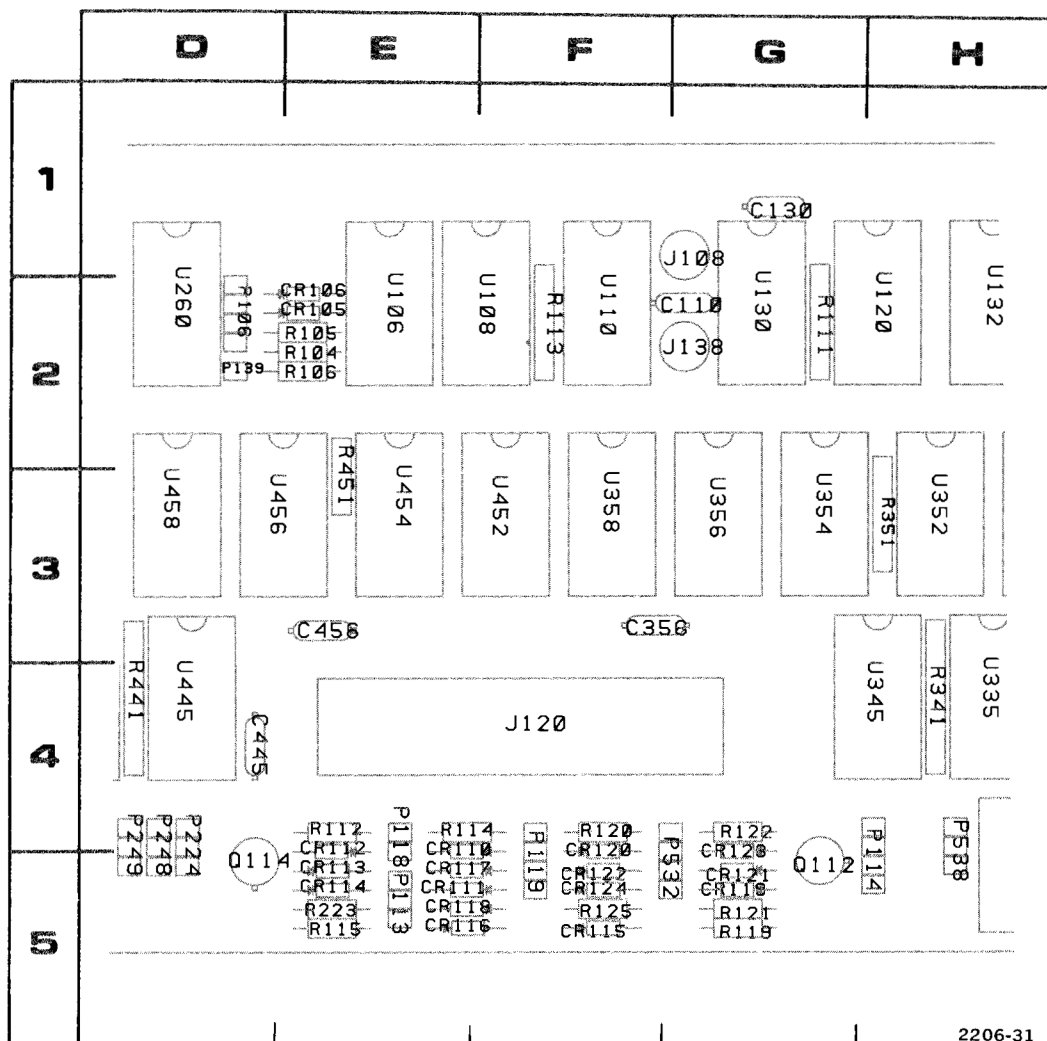 D E F G H
1
C130
J108
U260 U106 U108 U110 U130 U120 U132
P106 CR106 R113 C110 R111
CR105
R105
J138
R104
2
P139 R106
R451 R351
U458 U456 U454 U452 U358 U356 U354 U352
3
C456 C356
R441 U445 U345 R341 U335
C445 J120
4
P249 P248 P224 R112 P118 R114 P119 R120 P532 R122 P114 P538
CR112 CR110 CR120
Q114 CR113 CR117 CR122 CR121 Q112
CR114 CR111 CR124
R223 P113 CR118 R125 R121
R115 CR116 CR115 R119
5
2206-31